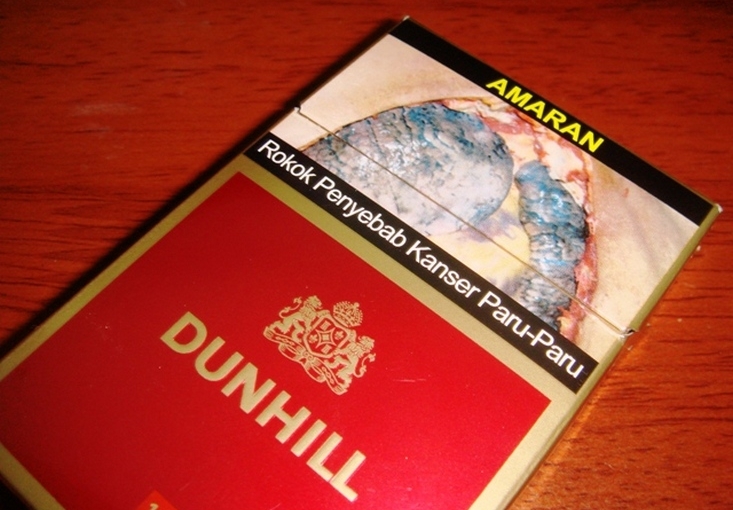 AMARAN
Rokok Penyebab Kanser Paru-Paru
DUNHILL